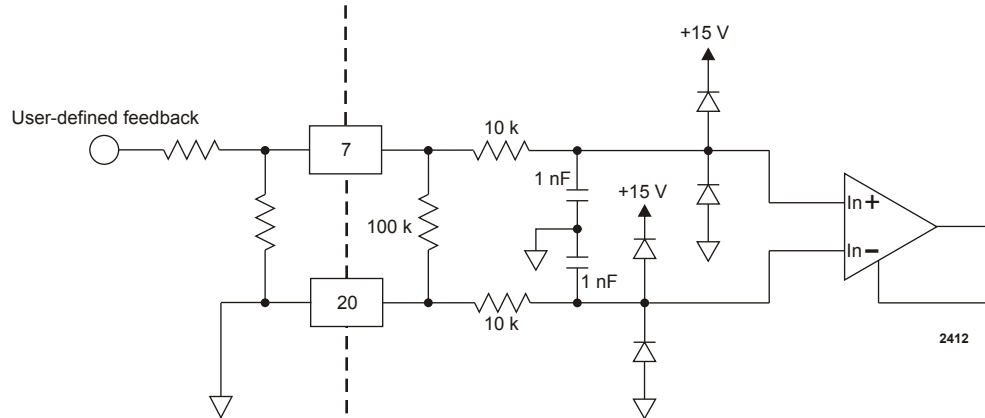 +15 V
User-defined feedback
7
10 k
1 nF
+15 V
100 k
In+
In−
20
1 nF
10 k
2412